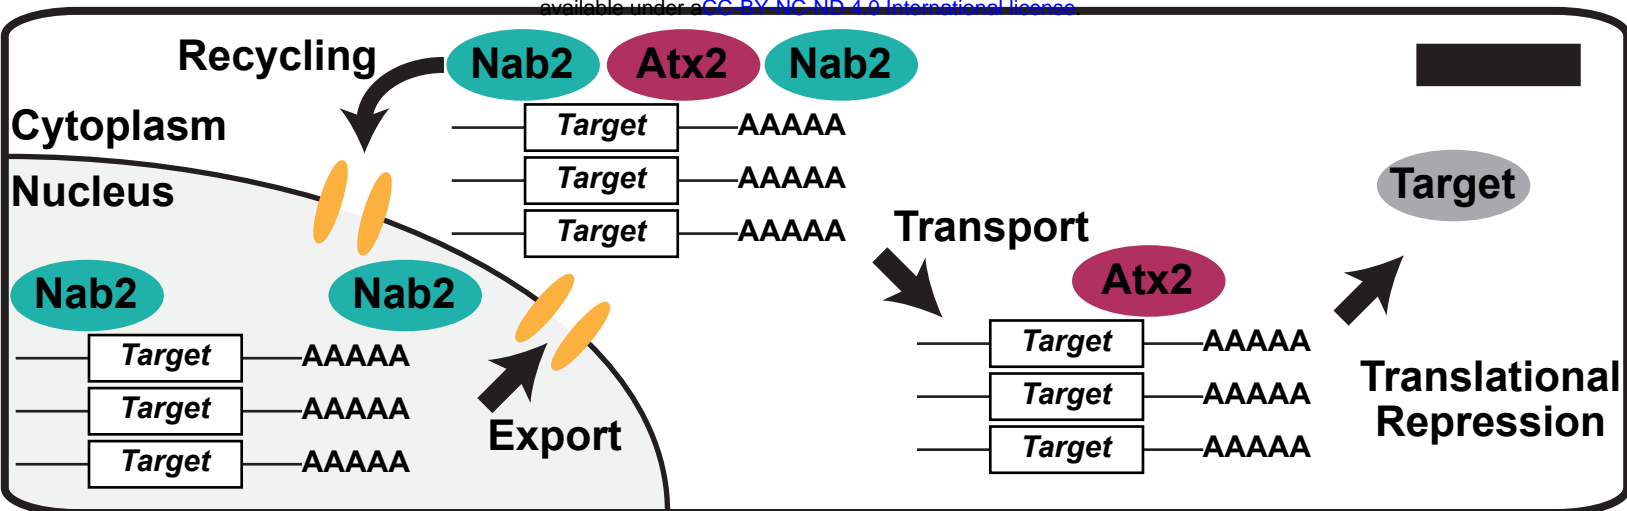 available under aCC-BY-NC-ND 4.0 International license.
Recycling
Nab2 Atx2 Nab2
Target AAAAA
Target AAAAA
Target AAAAA
Cytoplasm
Nucleus
Nab2 Nab2
Target AAAAA
Target AAAAA
Target AAAAA
Export
Transport
Atx2
Target AAAAA
Target AAAAA
Target AAAAA
Target
Translational
Repression